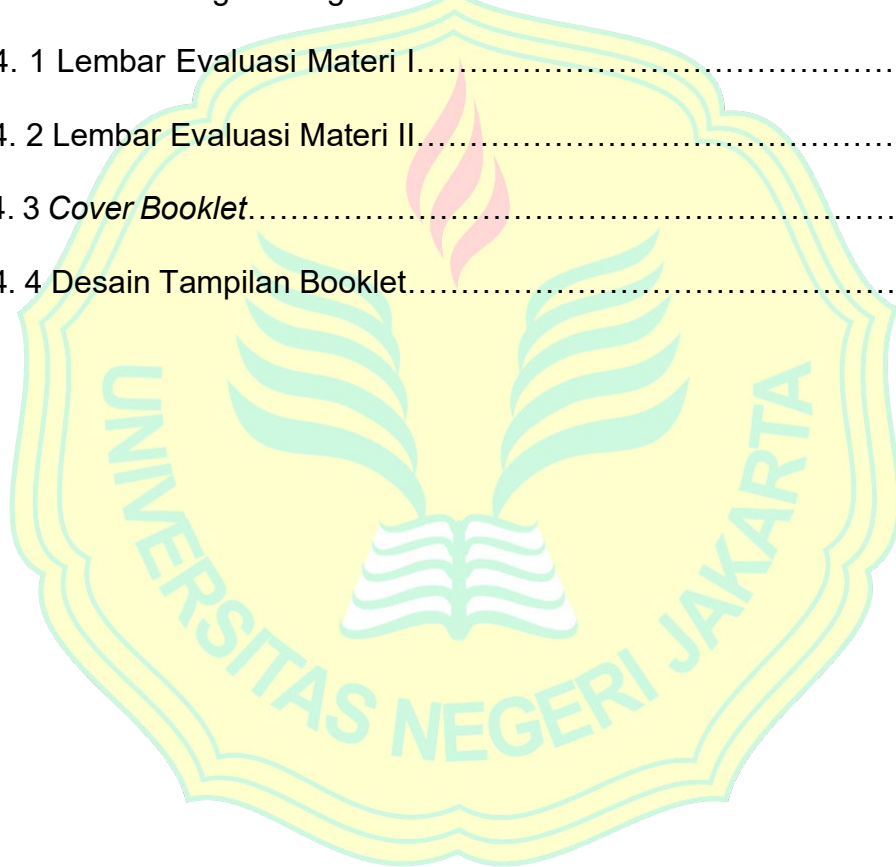 4. 1 Lembar Evaluasi Materi I……………………………………
4. 2 Lembar Evaluasi Materi II……………………………………
4. 3 Cover Booklet……………………………………………………
4. 4 Desain Tampilan Booklet……………………………………
UNIVERSITAS NEGERI JAKARTA